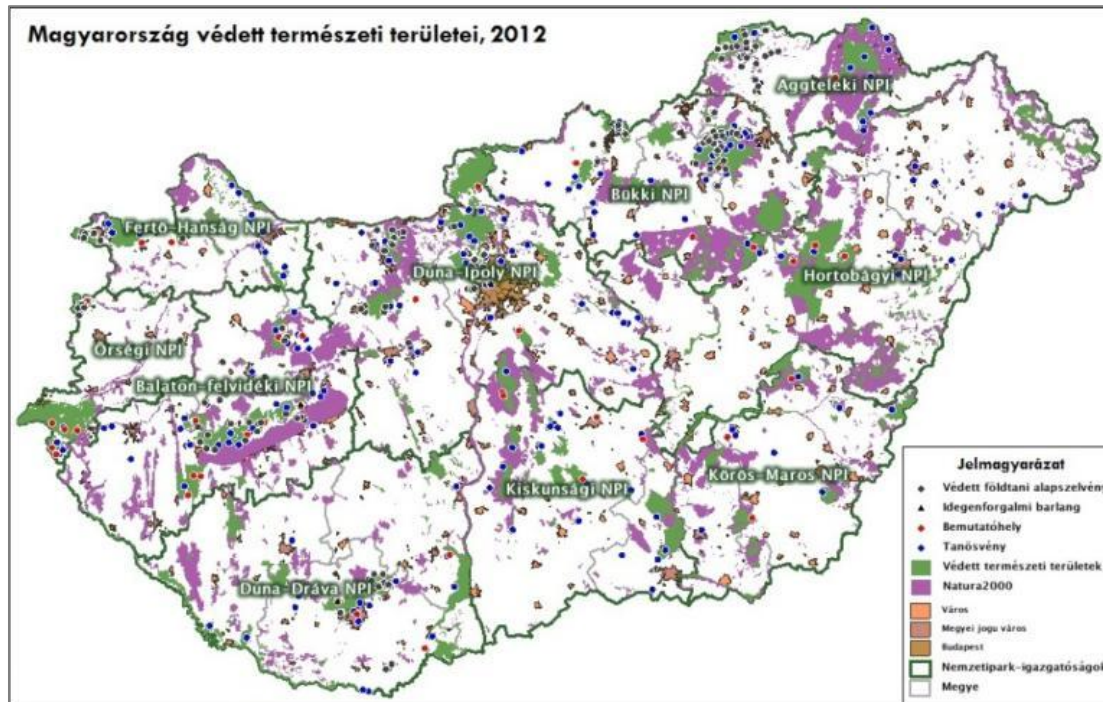 Magyarország védett természeti területei, 2012
Aggteleki NPI
Bükki NPI
Fertő-Hanság NPI
Duna-Ipoly NPI
Hortobágyi NPI
Őrségi NPI
Balaton-felvidéki NPI
Kiskunsági NPI
Körös-Maros NPI
Duna-Dráva NPI
Jelmagyarázat
Védett földtani alapszelvény
Idegenforgalmi barlang
Bemutatóhely
Tanösvény
Védett természeti területek
Natura2000
Város
Megyei jogu város
Budapest
Nemzetipark-igazgatóságok
Megye